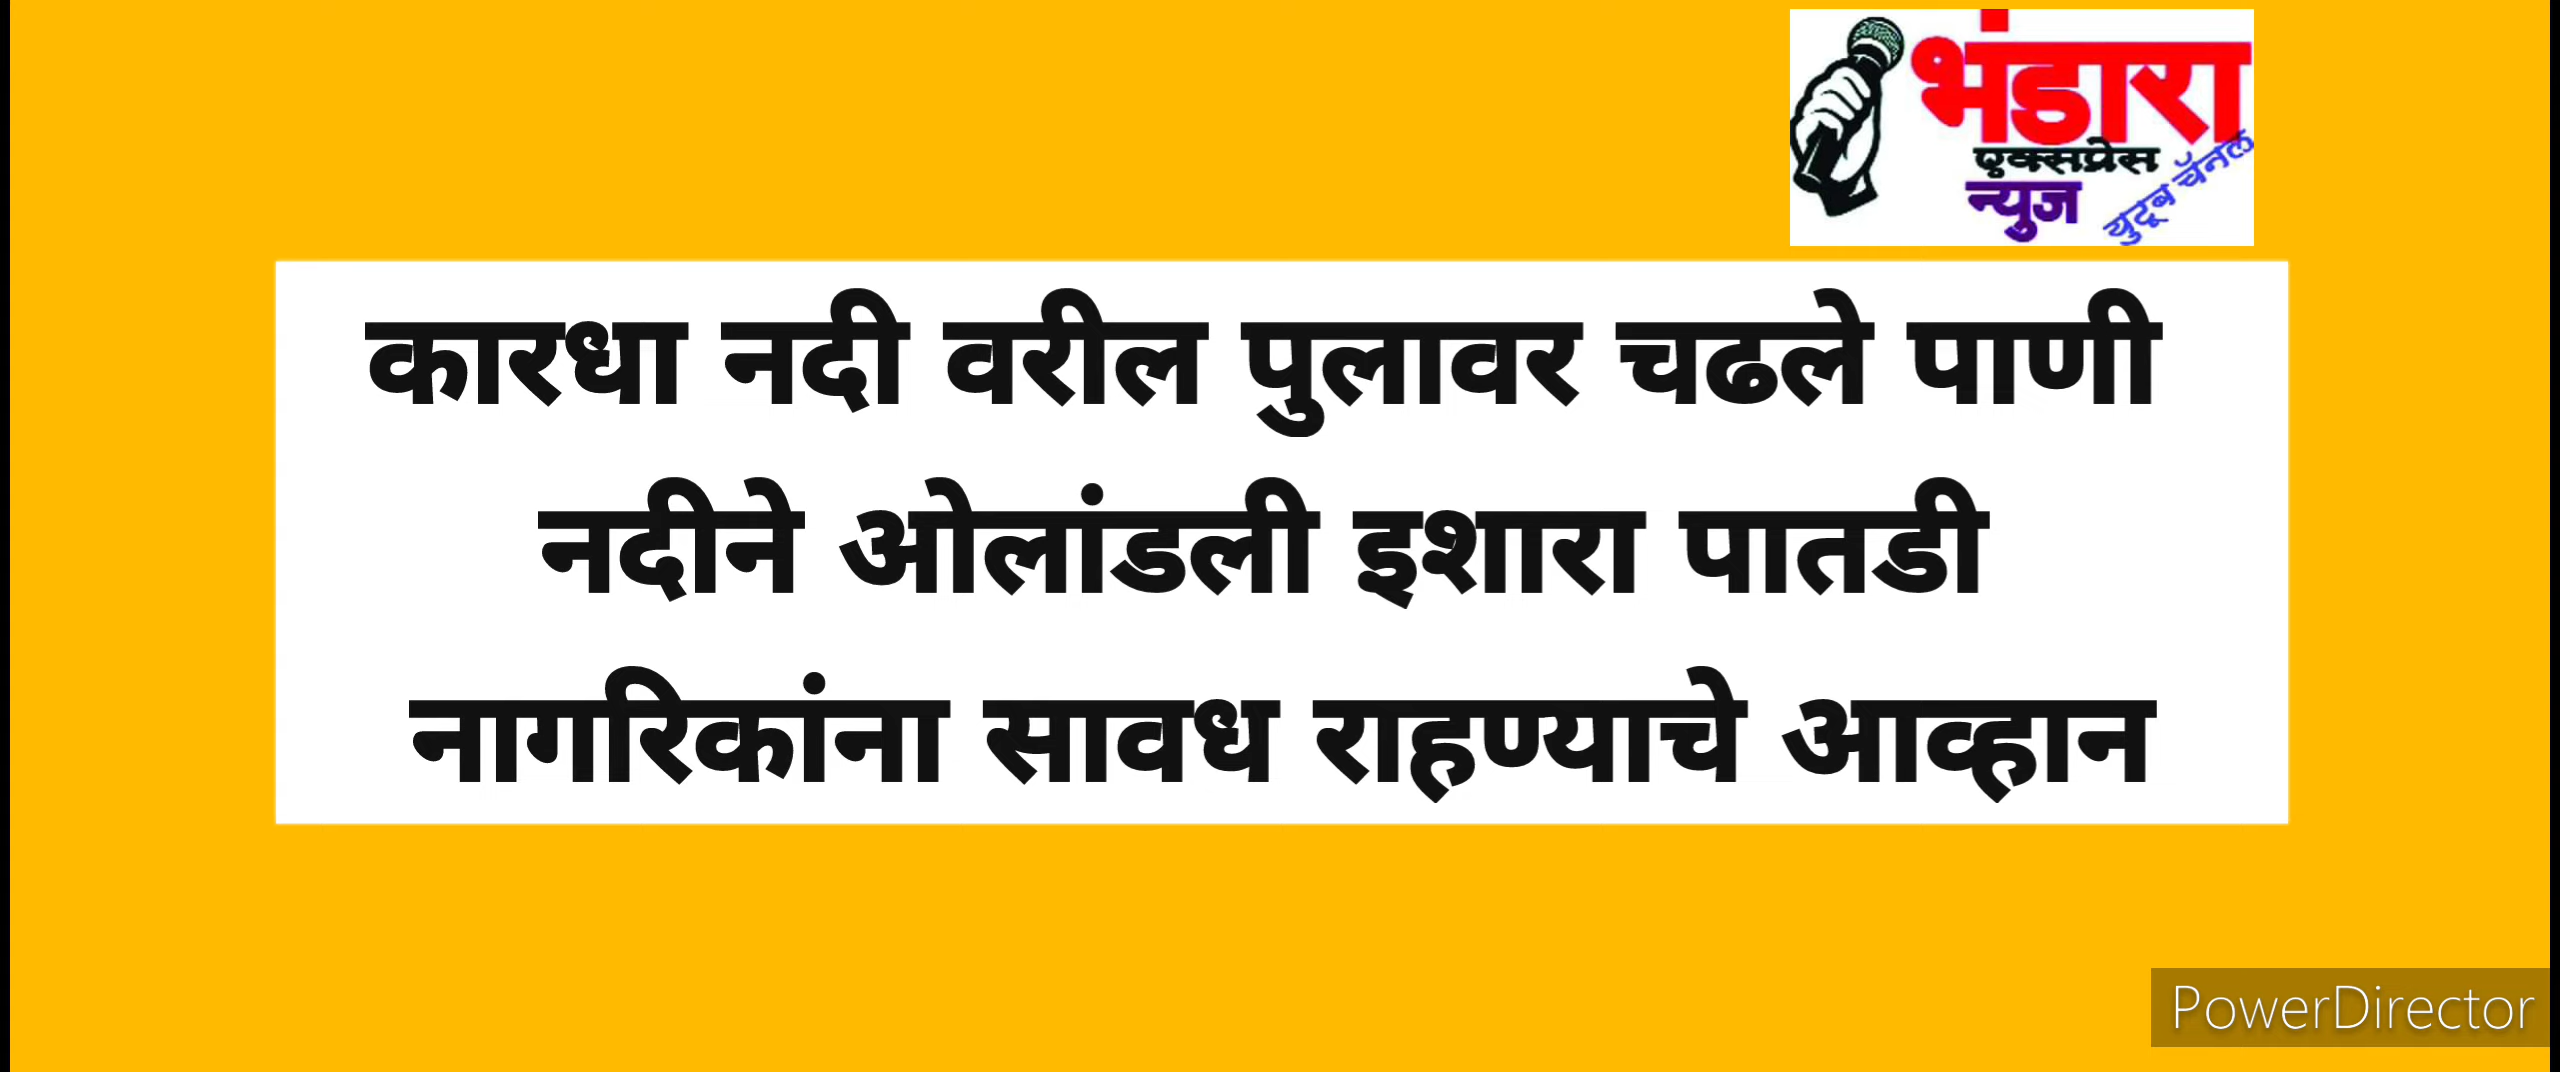 भंडारा
एक्सप्रेस
न्युज
युटूब चॅनल
कारधा नदी वरील पुलावर चढले पाणी
नदीने ओलांडली इशारा पातडी
नागरिकांना सावध राहण्याचे आव्हान
PowerDirector